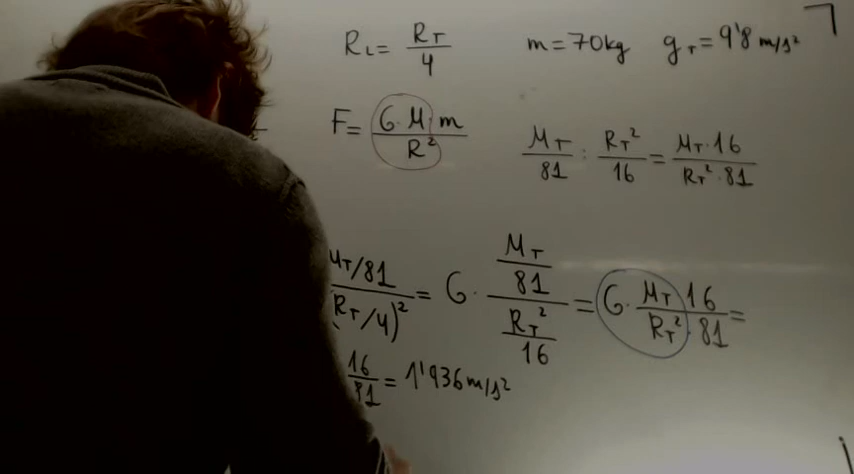 R_L = R_T / 4   m = 70kg   g_T = 9'8 m/s²
F = G·M·m / R²
M_T / 81 : R_T² / 16 = M_T·16 / R_T²·81
M_T/81 / (R_T/4)² = G · (M_T / 81) / (R_T² / 16) = G · M_T 16 / R_T²·81 =
16 / 81 = 1'936 m/s²